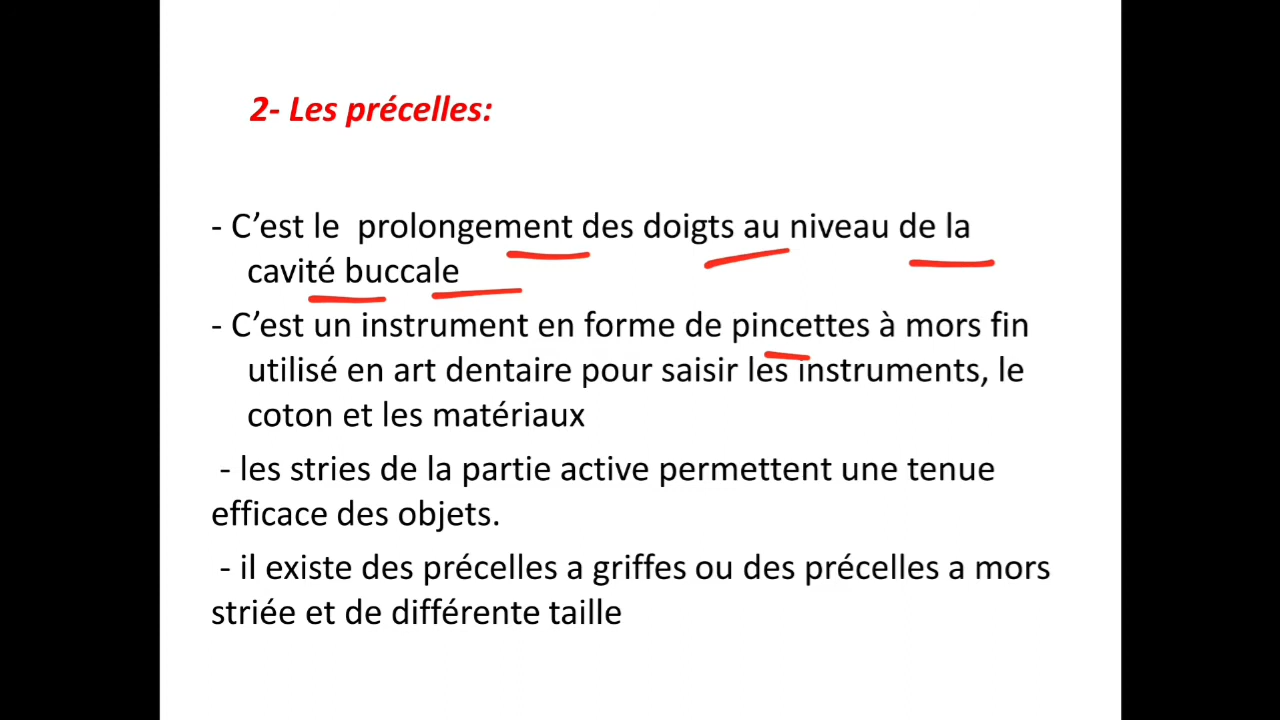 2- Les précelles:
- C’est le  prolongement des doigts au niveau de la
cavité buccale
- C’est un instrument en forme de pincettes à mors fin
utilisé en art dentaire pour saisir les instruments, le
coton et les matériaux
- les stries de la partie active permettent une tenue
efficace des objets.
- il existe des précelles a griffes ou des précelles a mors
striée et de différente taille